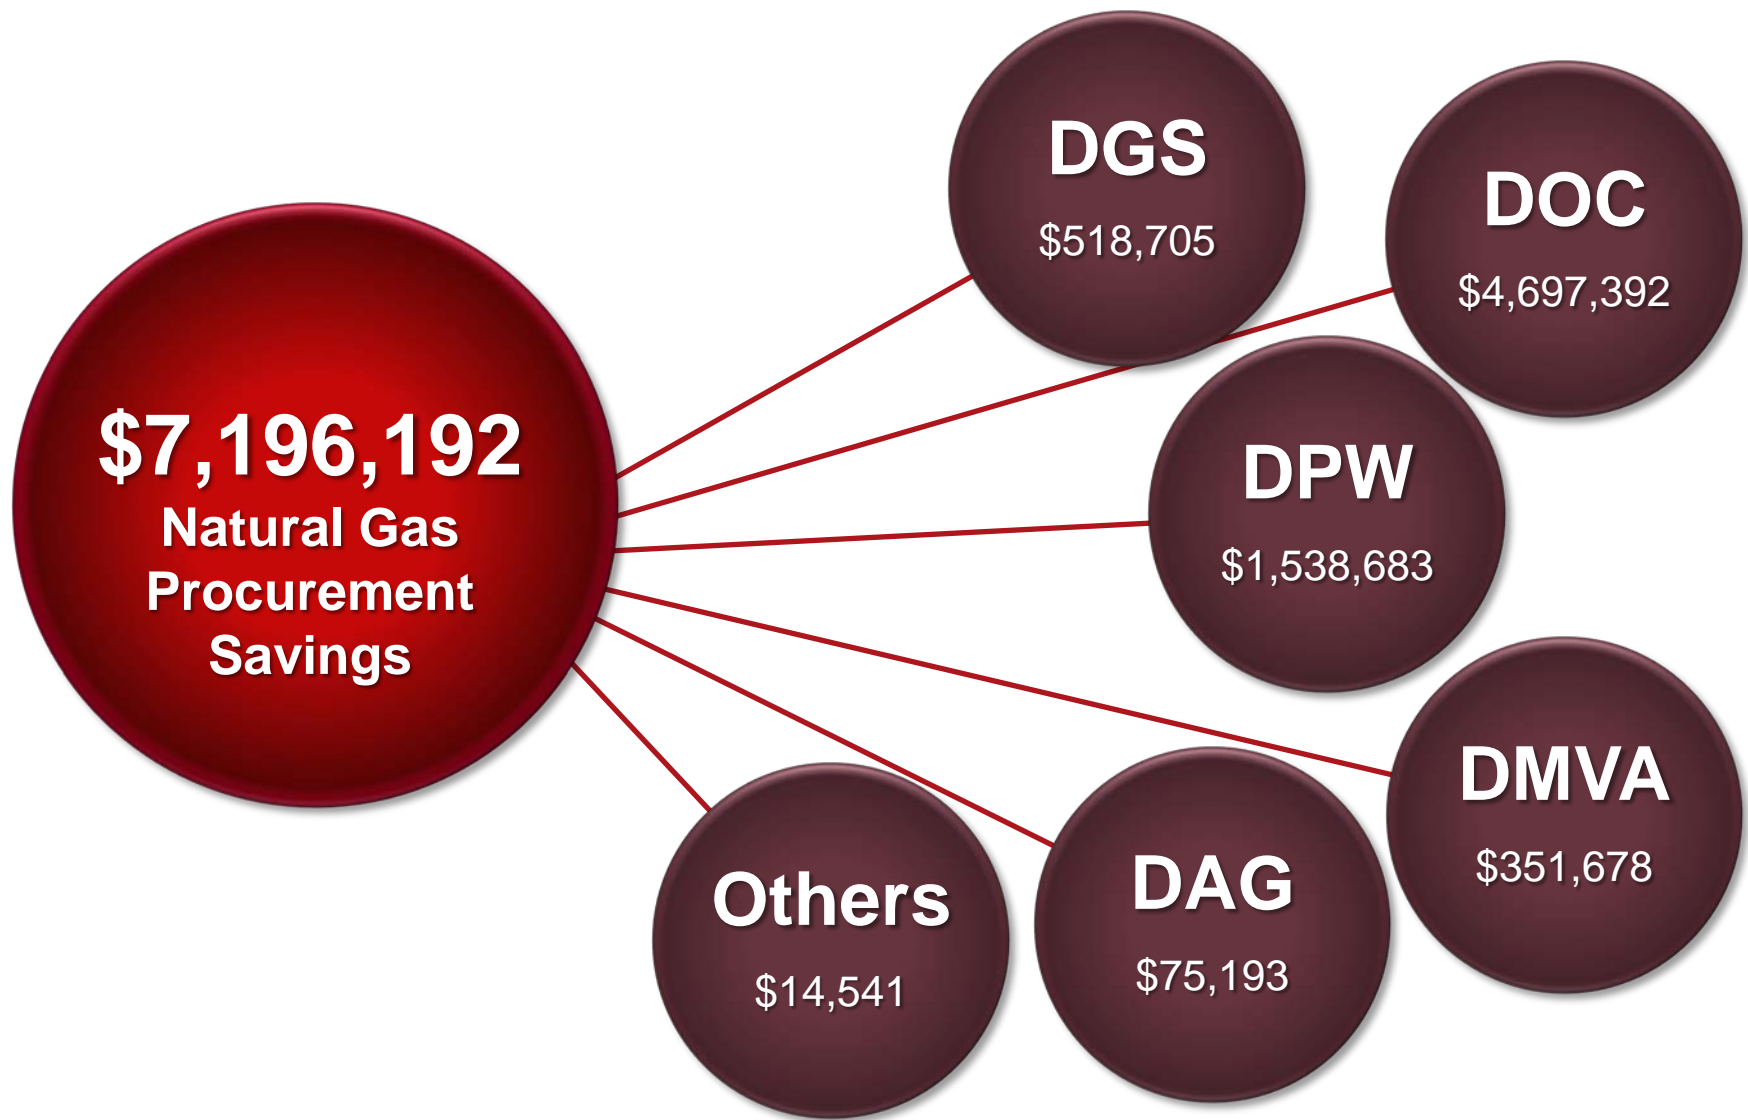 $7,196,192
Natural Gas
Procurement
Savings
DGS
$518,705
DOC
$4,697,392
DPW
$1,538,683
DMVA
$351,678
DAG
$75,193
Others
$14,541